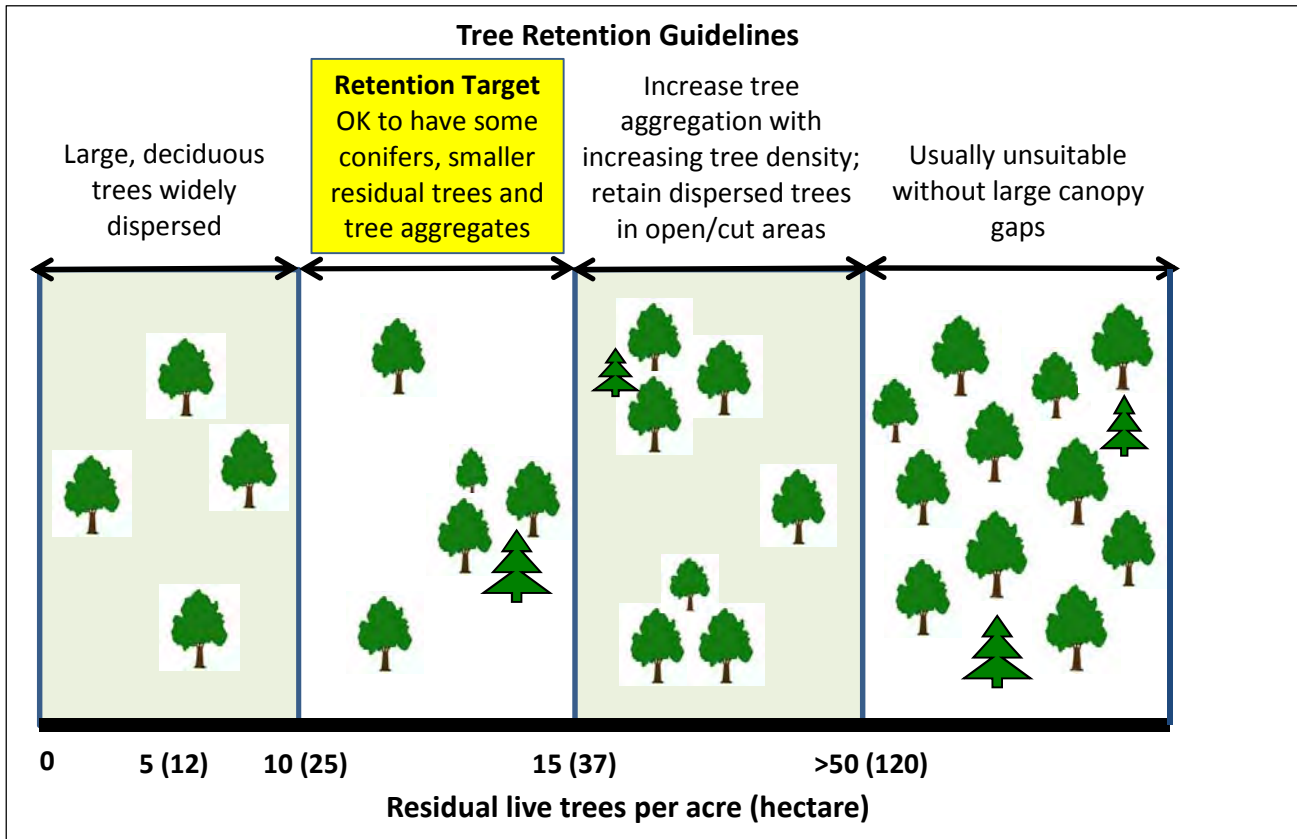 Tree Retention Guidelines
Large, deciduous
trees widely
dispersed
Retention Target
OK to have some
conifers, smaller
residual trees and
tree aggregates
Increase tree
aggregation with
increasing tree density;
retain dispersed trees
in open/cut areas
Usually unsuitable
without large canopy
gaps
0 5 (12) 10 (25) 15 (37) >50 (120)
Residual live trees per acre (hectare)